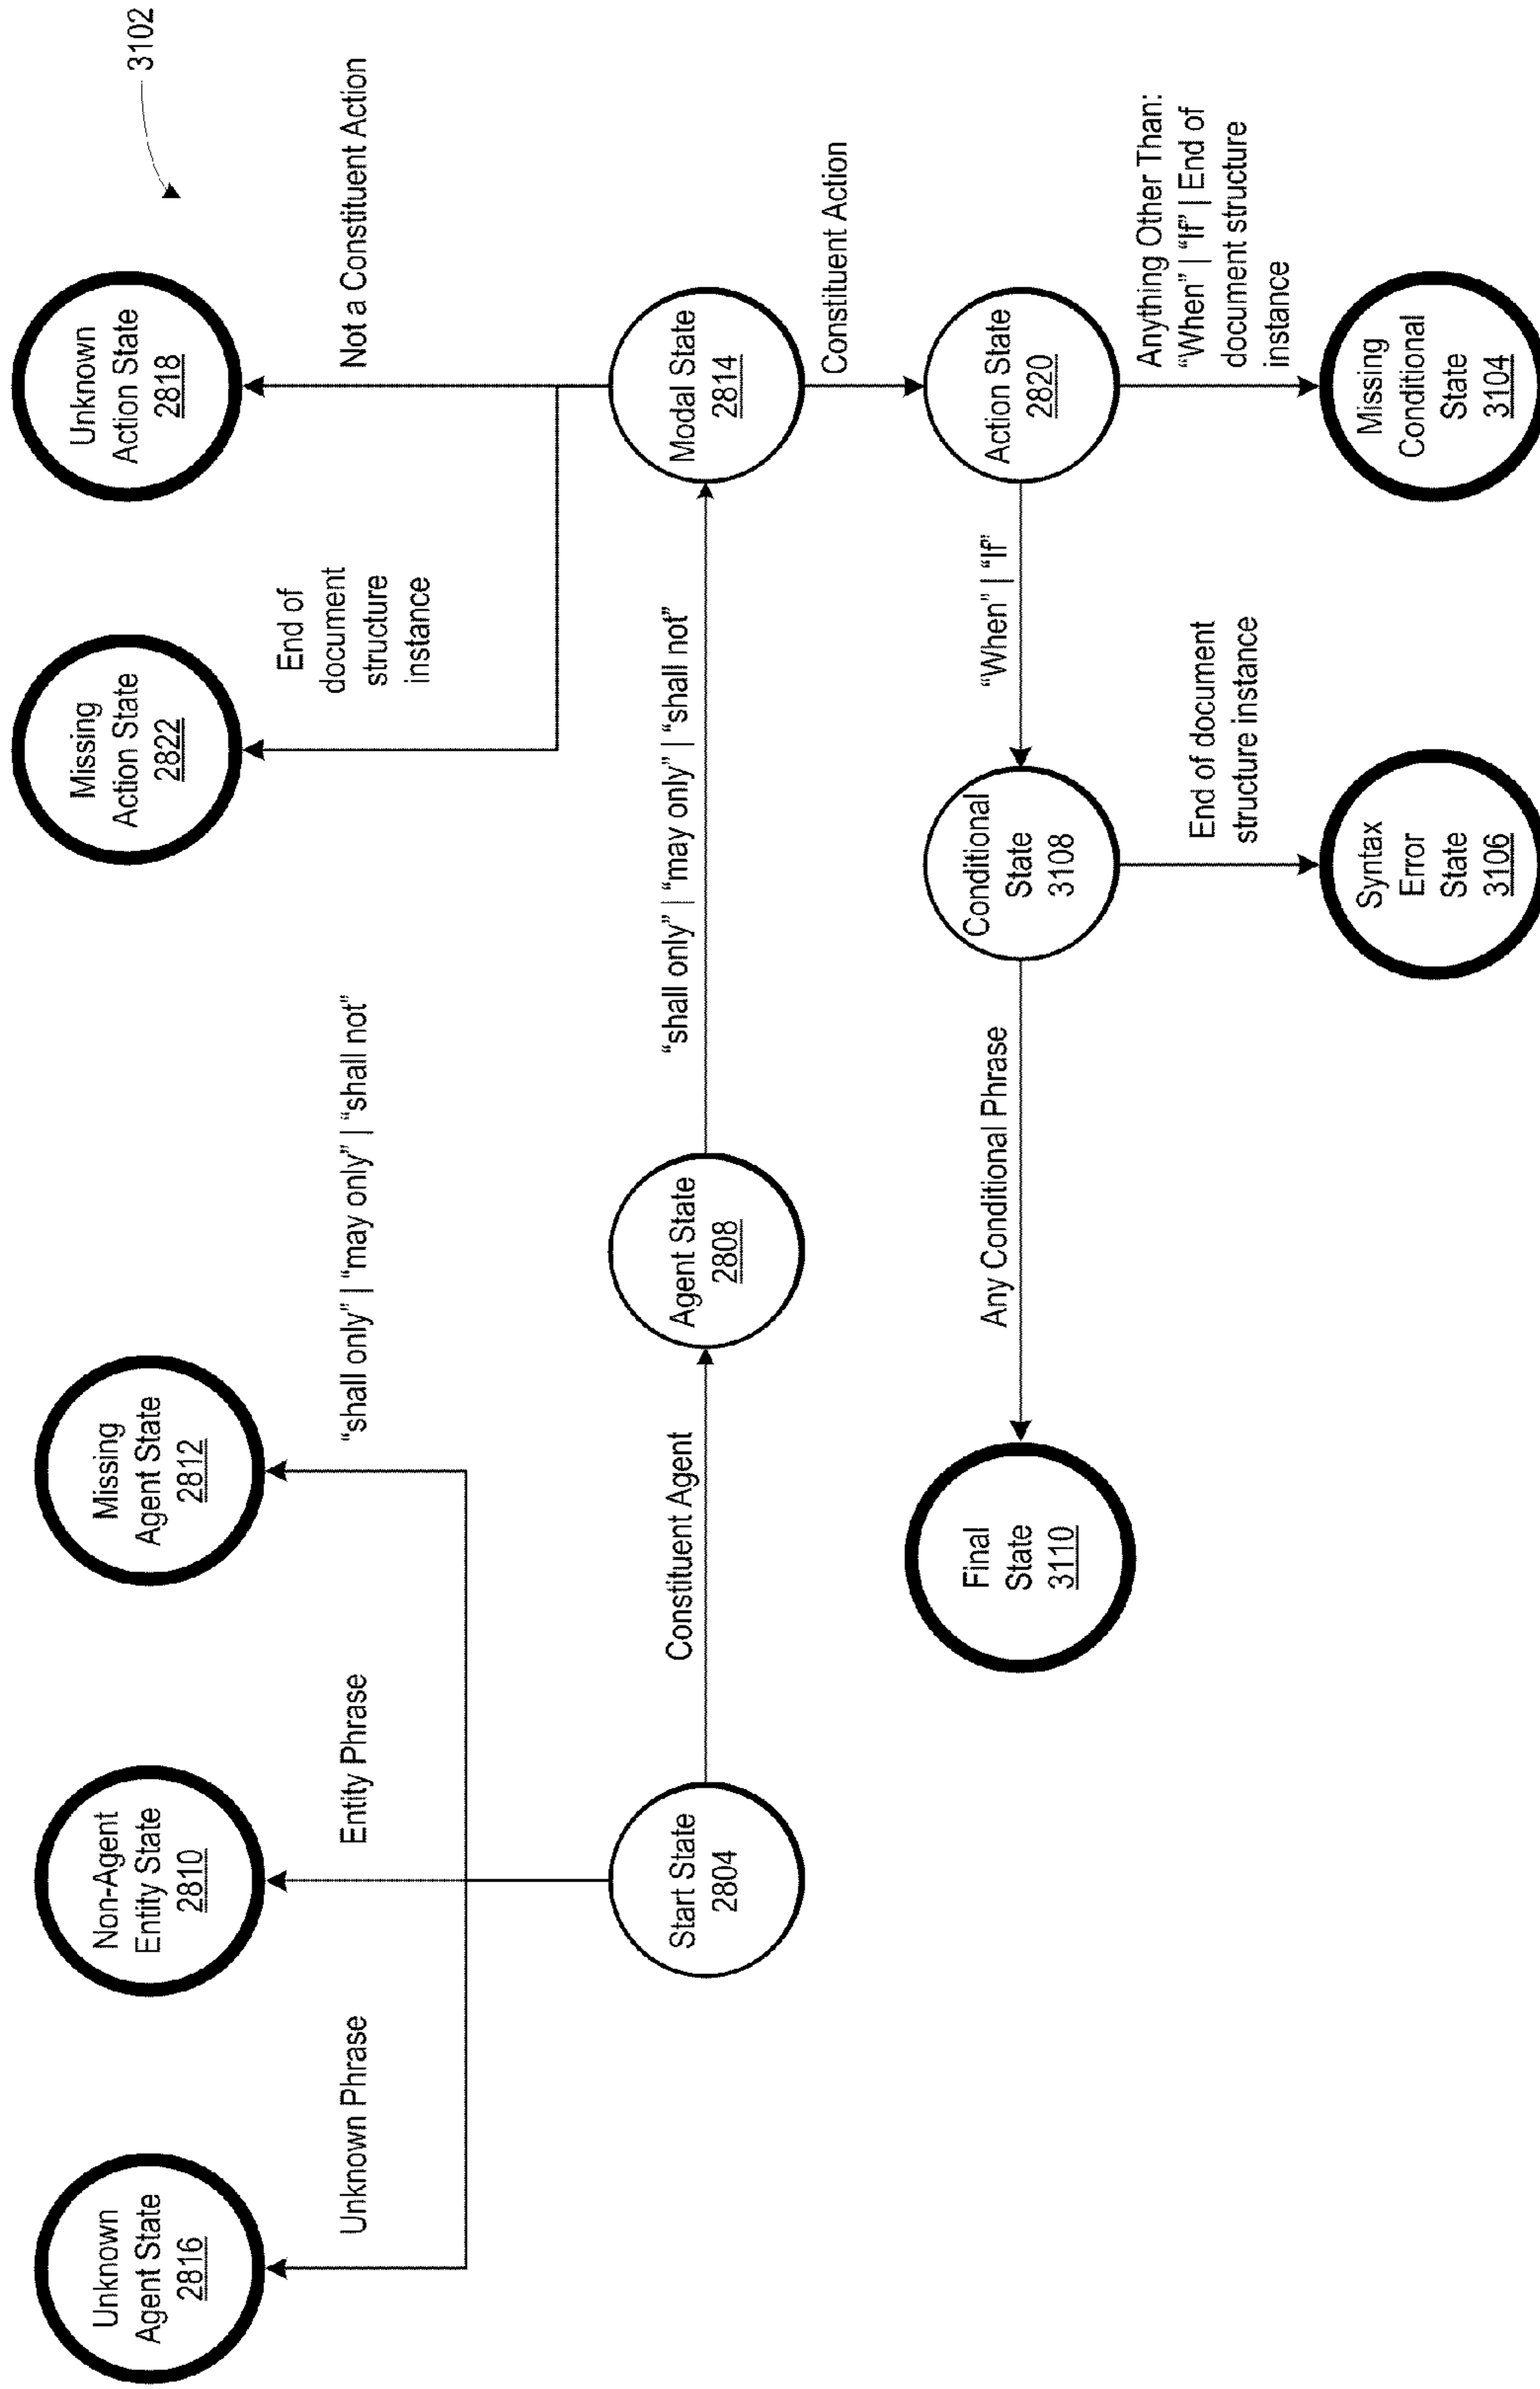 3102
Unknown
Agent State
2816
Non-Agent
Entity State
2810
Missing
Agent State
2812
Missing
Action State
2822
Unknown
Action State
2818
Unknown Phrase
Entity Phrase
“shall only” | “may only” | “shall not”
End of
document
structure
instance
Not a Constituent Action
Start State
2804
Constituent Agent
Agent State
2808
“shall only” | “may only” | “shall not”
Modal State
2814
Constituent Action
Final
State
3110
Any Conditional Phrase
Conditional
State
3108
“When” | “If”
Action State
2820
End of document
structure instance
Anything Other Than:
“When” | “If” | End of
document structure
instance
Syntax
Error
State
3106
Missing
Conditional
State
3104